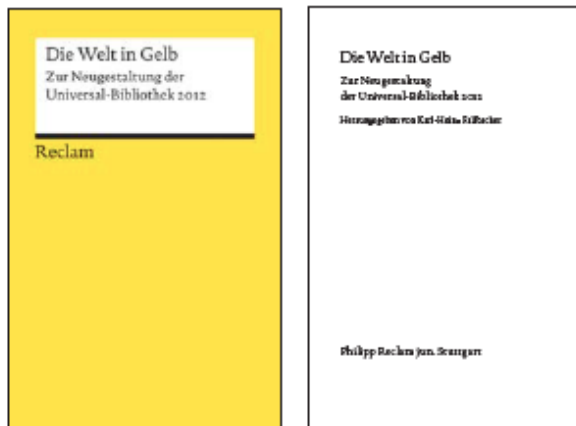 Die Welt in Gelb
Zur Neugestaltung der
Universal-Bibliothek 2012
Reclam
Die Welt in Gelb
Zur Neugestaltung
der Universal-Bibliothek 2012
Herausgegeben von Karl-Heinz
Philipp Reclam jun. Stuttgart